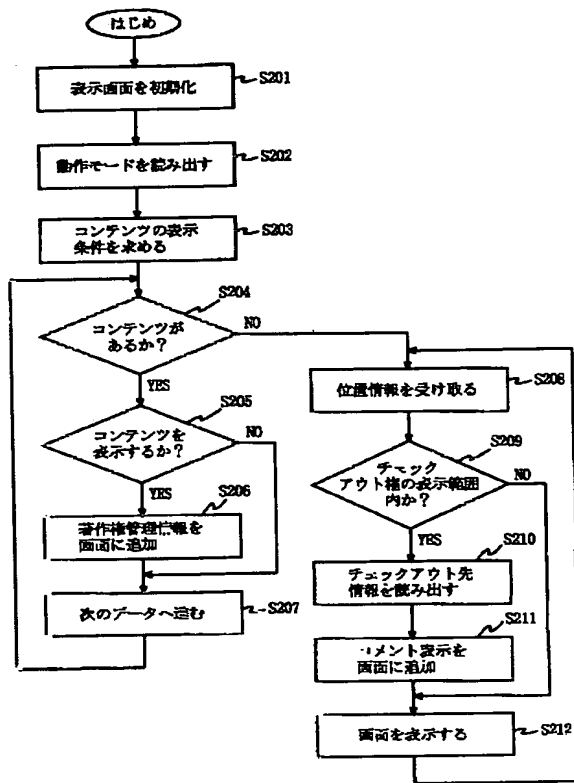 はじめ
表示画面を初期化
S201
動作モードを読み出す
S202
コンテンツの表示
条件を求める
S203
コンテンツが
あるか？
S204
NO
YES
コンテンツを
表示するか？
S205
NO
YES
著作権管理情報を
画面に追加
S206
次のデータへ進む
S207
位置情報を受け取る
S208
チェック
アウト権の表示範囲
内か？
S209
NO
YES
チェックアウト先
情報を読み出す
S210
コメント表示を
画面に追加
S211
画面を表示する
S212